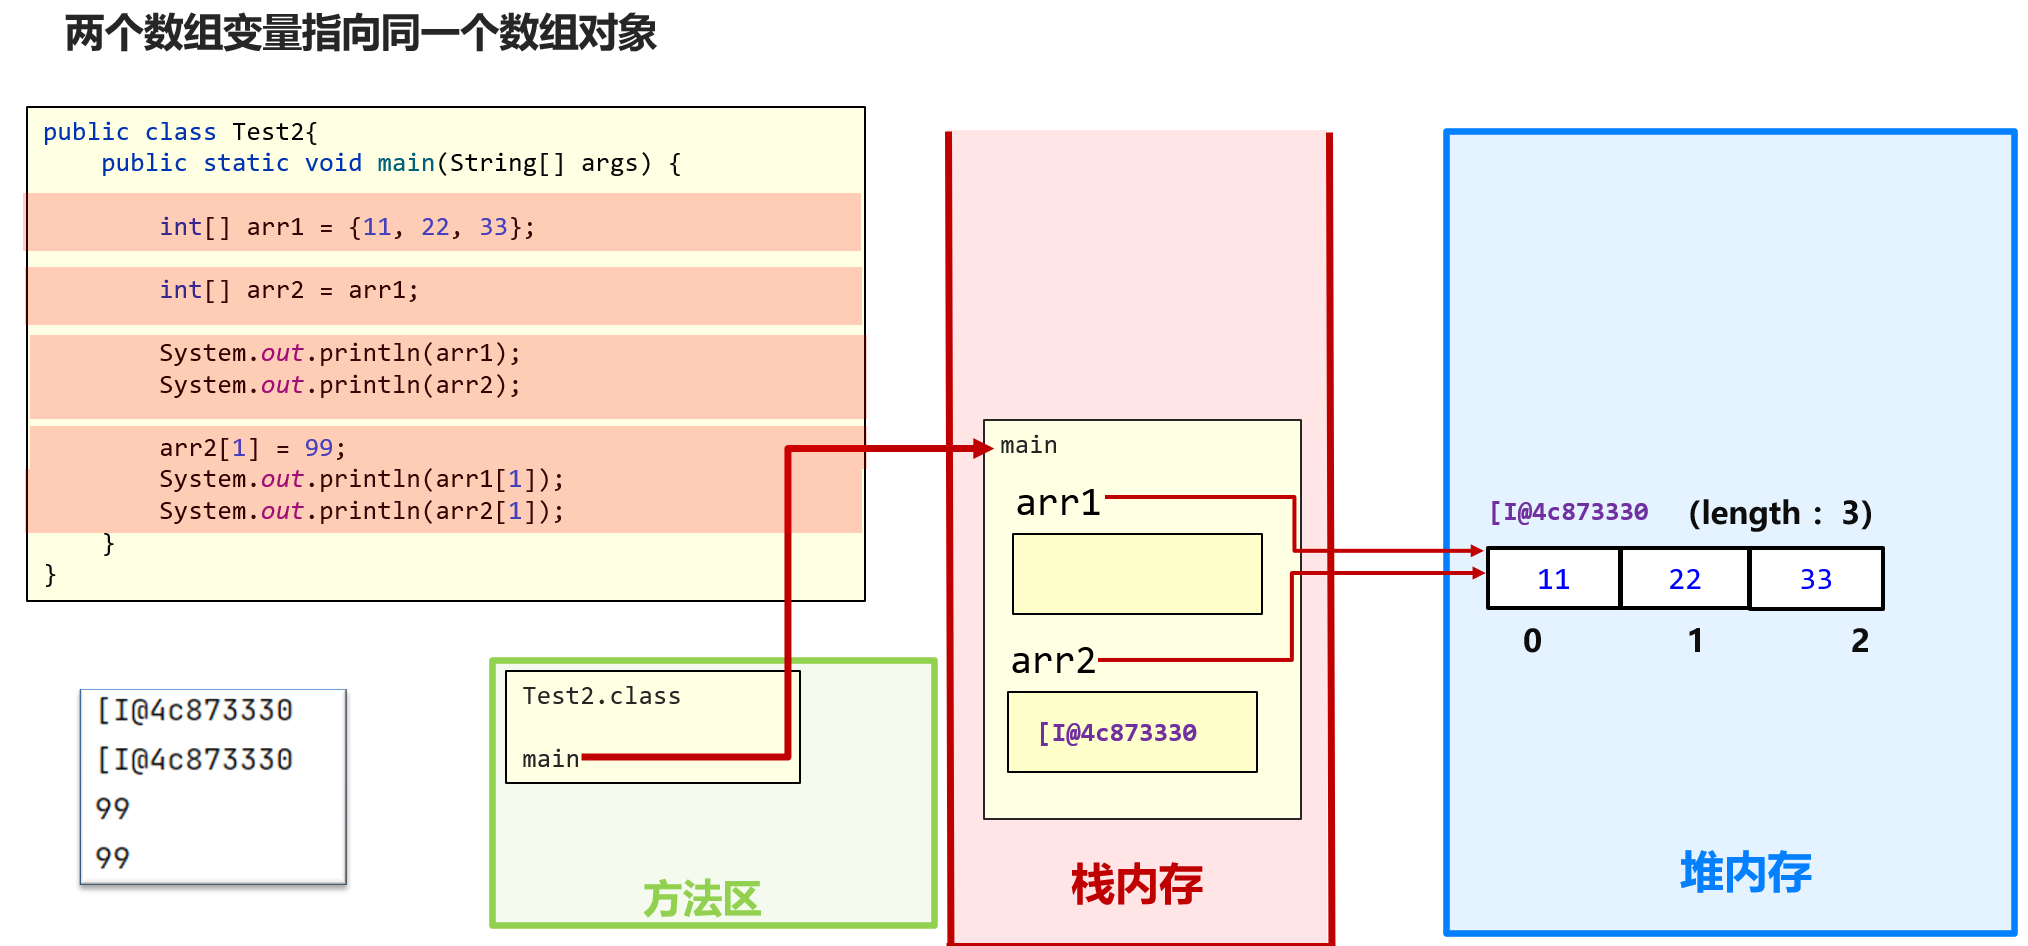 两个数组变量指向同一个数组对象
public class Test2{
public static void main(String[] args) {
int[] arr1 = {11, 22, 33};
int[] arr2 = arr1;
System.out.println(arr1);
System.out.println(arr2);
arr2[1] = 99;
System.out.println(arr1[1]);
System.out.println(arr2[1]);
}
}
[I@4c873330
[I@4c873330
99
99
Test2.class
main
方法区
main
arr1
arr2
[I@4c873330
栈内存
[I@4c873330 (length： 3)
11 22 33
0 1 2
堆内存